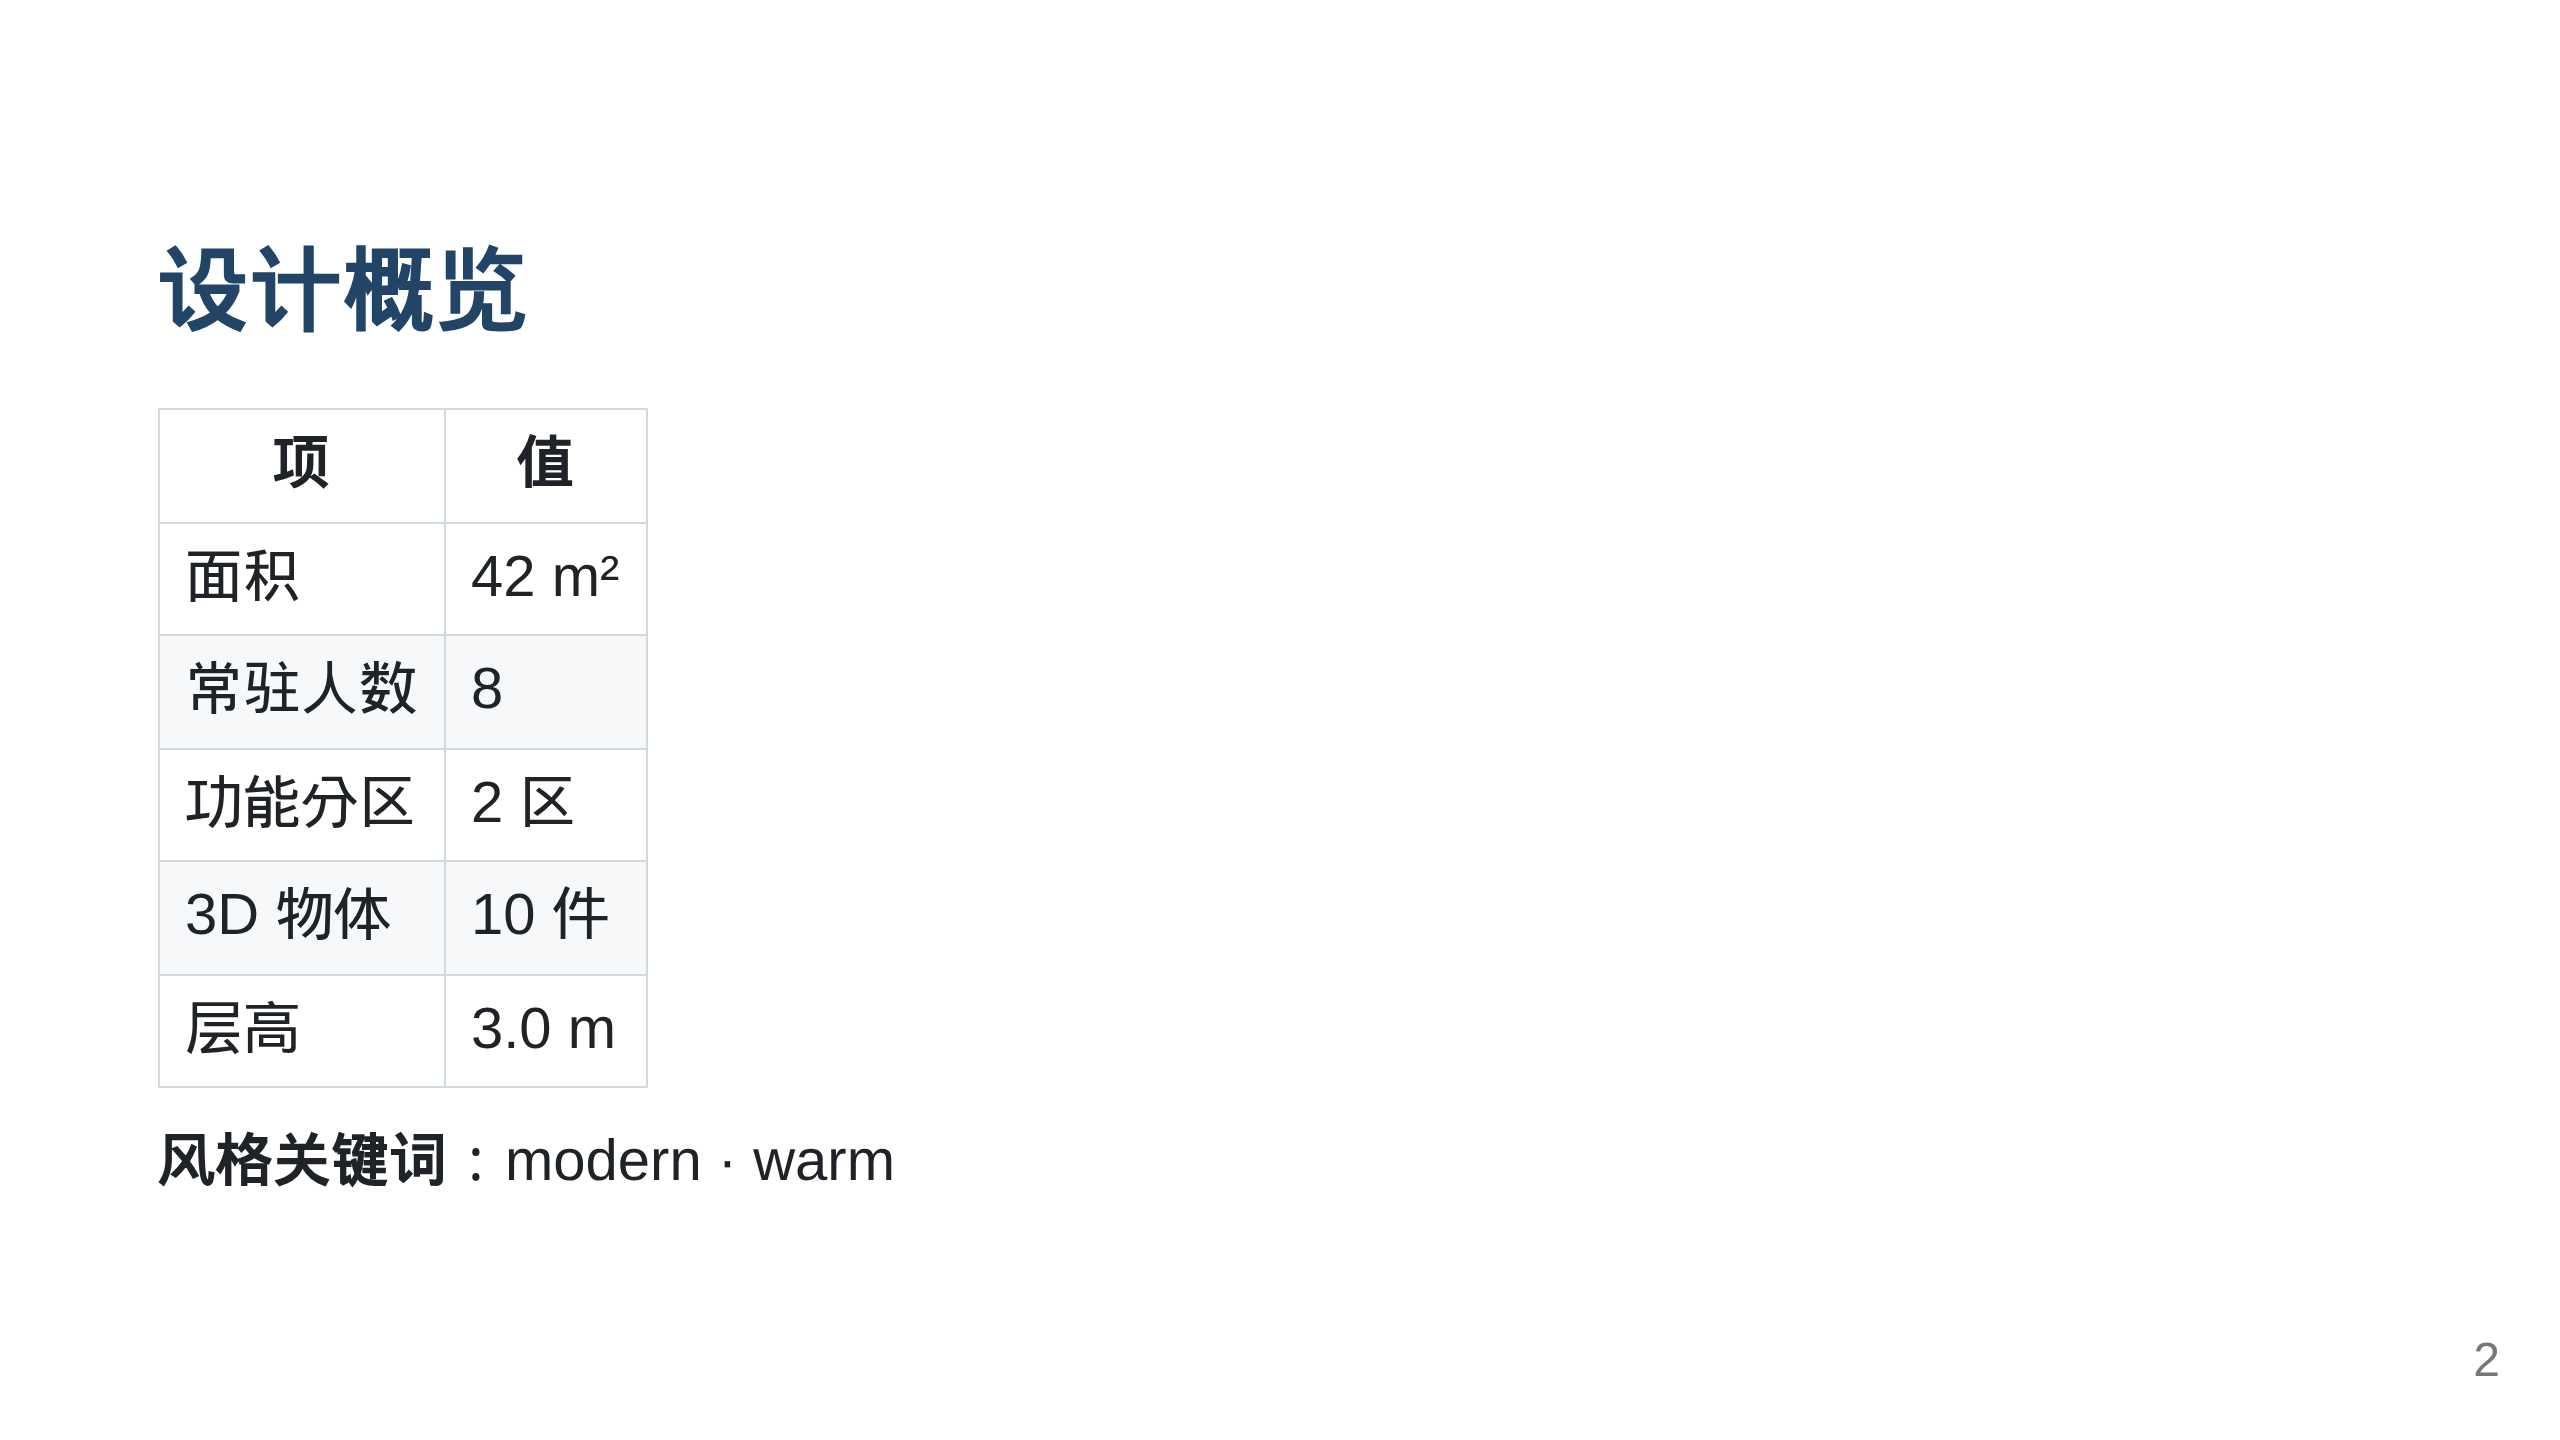 设计概览
项 值
面积 42 m²
常驻人数 8
功能分区 2 区
3D 物体 10 件
层高 3.0 m
风格关键词：modern · warm
2